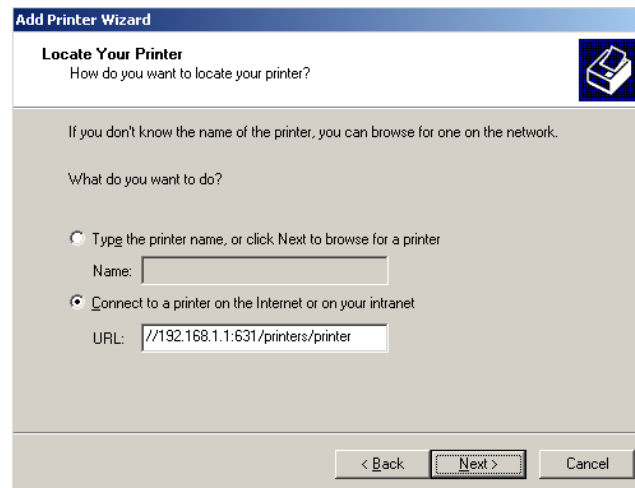 Add Printer Wizard
Locate Your Printer
How do you want to locate your printer?
If you don't know the name of the printer, you can browse for one on the network.
What do you want to do?
Type the printer name, or click Next to browse for a printer
Name:
Connect to a printer on the Internet or on your intranet
URL: //192.168.1.1:631/printers/printer
< Back Next > Cancel